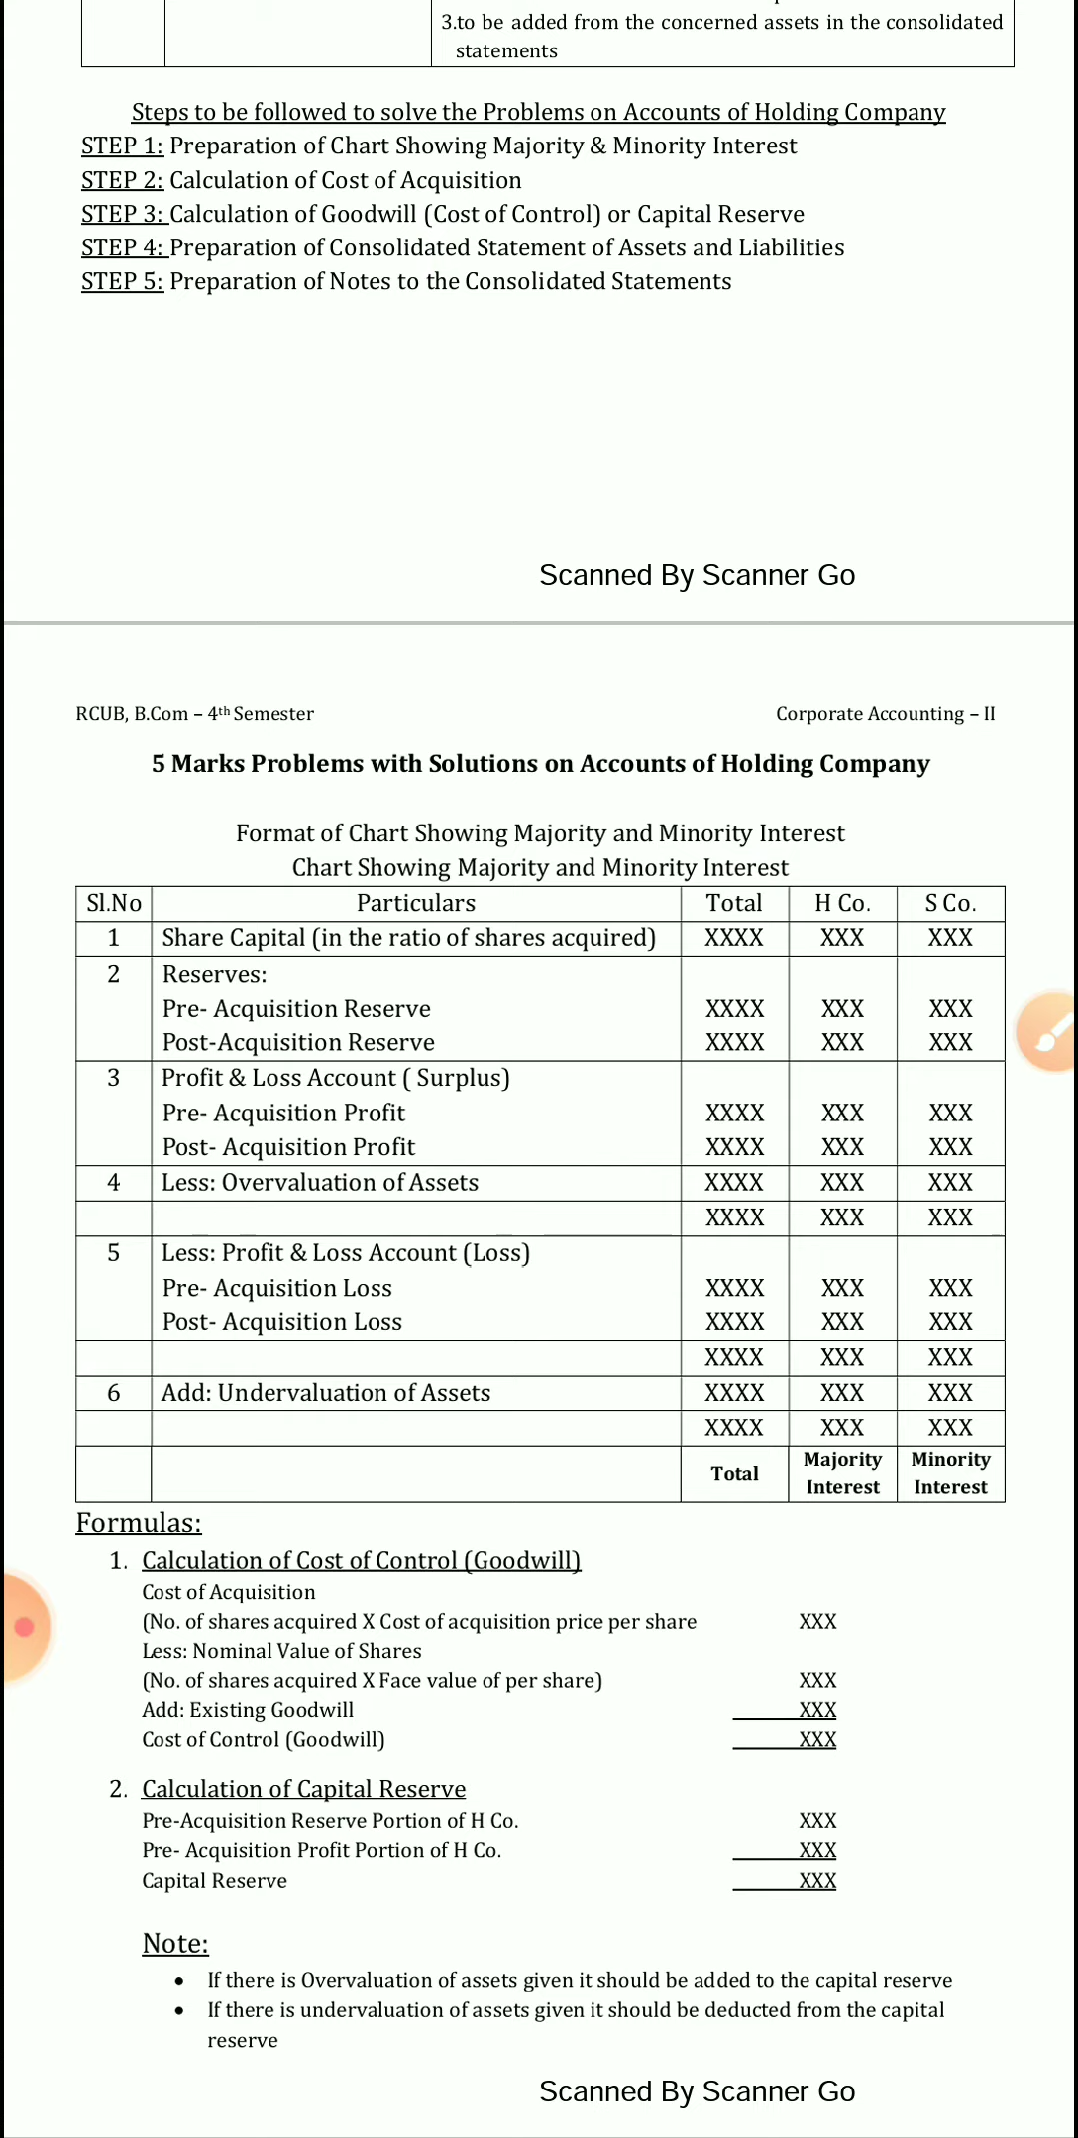 3.to be added from the concerned assets in the consolidated
statements
Steps to be followed to solve the Problems on Accounts of Holding Company
STEP 1: Preparation of Chart Showing Majority & Minority Interest
STEP 2: Calculation of Cost of Acquisition
STEP 3: Calculation of Goodwill (Cost of Control) or Capital Reserve
STEP 4: Preparation of Consolidated Statement of Assets and Liabilities
STEP 5: Preparation of Notes to the Consolidated Statements
Scanned By Scanner Go
RCUB, B.Com – 4th Semester Corporate Accounting – II
5 Marks Problems with Solutions on Accounts of Holding Company
Format of Chart Showing Majority and Minority Interest
Chart Showing Majority and Minority Interest
Sl.No Particulars Total H Co. S Co.
1 Share Capital (in the ratio of shares acquired) XXXX XXX XXX
2 Reserves:
Pre- Acquisition Reserve XXXX XXX XXX
Post-Acquisition Reserve XXXX XXX XXX
3 Profit & Loss Account ( Surplus)
Pre- Acquisition Profit XXXX XXX XXX
Post- Acquisition Profit XXXX XXX XXX
4 Less: Overvaluation of Assets XXXX XXX XXX
XXXX XXX XXX
5 Less: Profit & Loss Account (Loss)
Pre- Acquisition Loss XXXX XXX XXX
Post- Acquisition Loss XXXX XXX XXX
XXXX XXX XXX
6 Add: Undervaluation of Assets XXXX XXX XXX
XXXX XXX XXX
Total Majority Interest Minority Interest
Formulas:
1. Calculation of Cost of Control (Goodwill)
Cost of Acquisition
(No. of shares acquired X Cost of acquisition price per share XXX
Less: Nominal Value of Shares
(No. of shares acquired X Face value of per share) XXX
Add: Existing Goodwill XXX
Cost of Control (Goodwill) XXX
2. Calculation of Capital Reserve
Pre-Acquisition Reserve Portion of H Co. XXX
Pre- Acquisition Profit Portion of H Co. XXX
Capital Reserve XXX
Note:
• If there is Overvaluation of assets given it should be added to the capital reserve
• If there is undervaluation of assets given it should be deducted from the capital
reserve
Scanned By Scanner Go